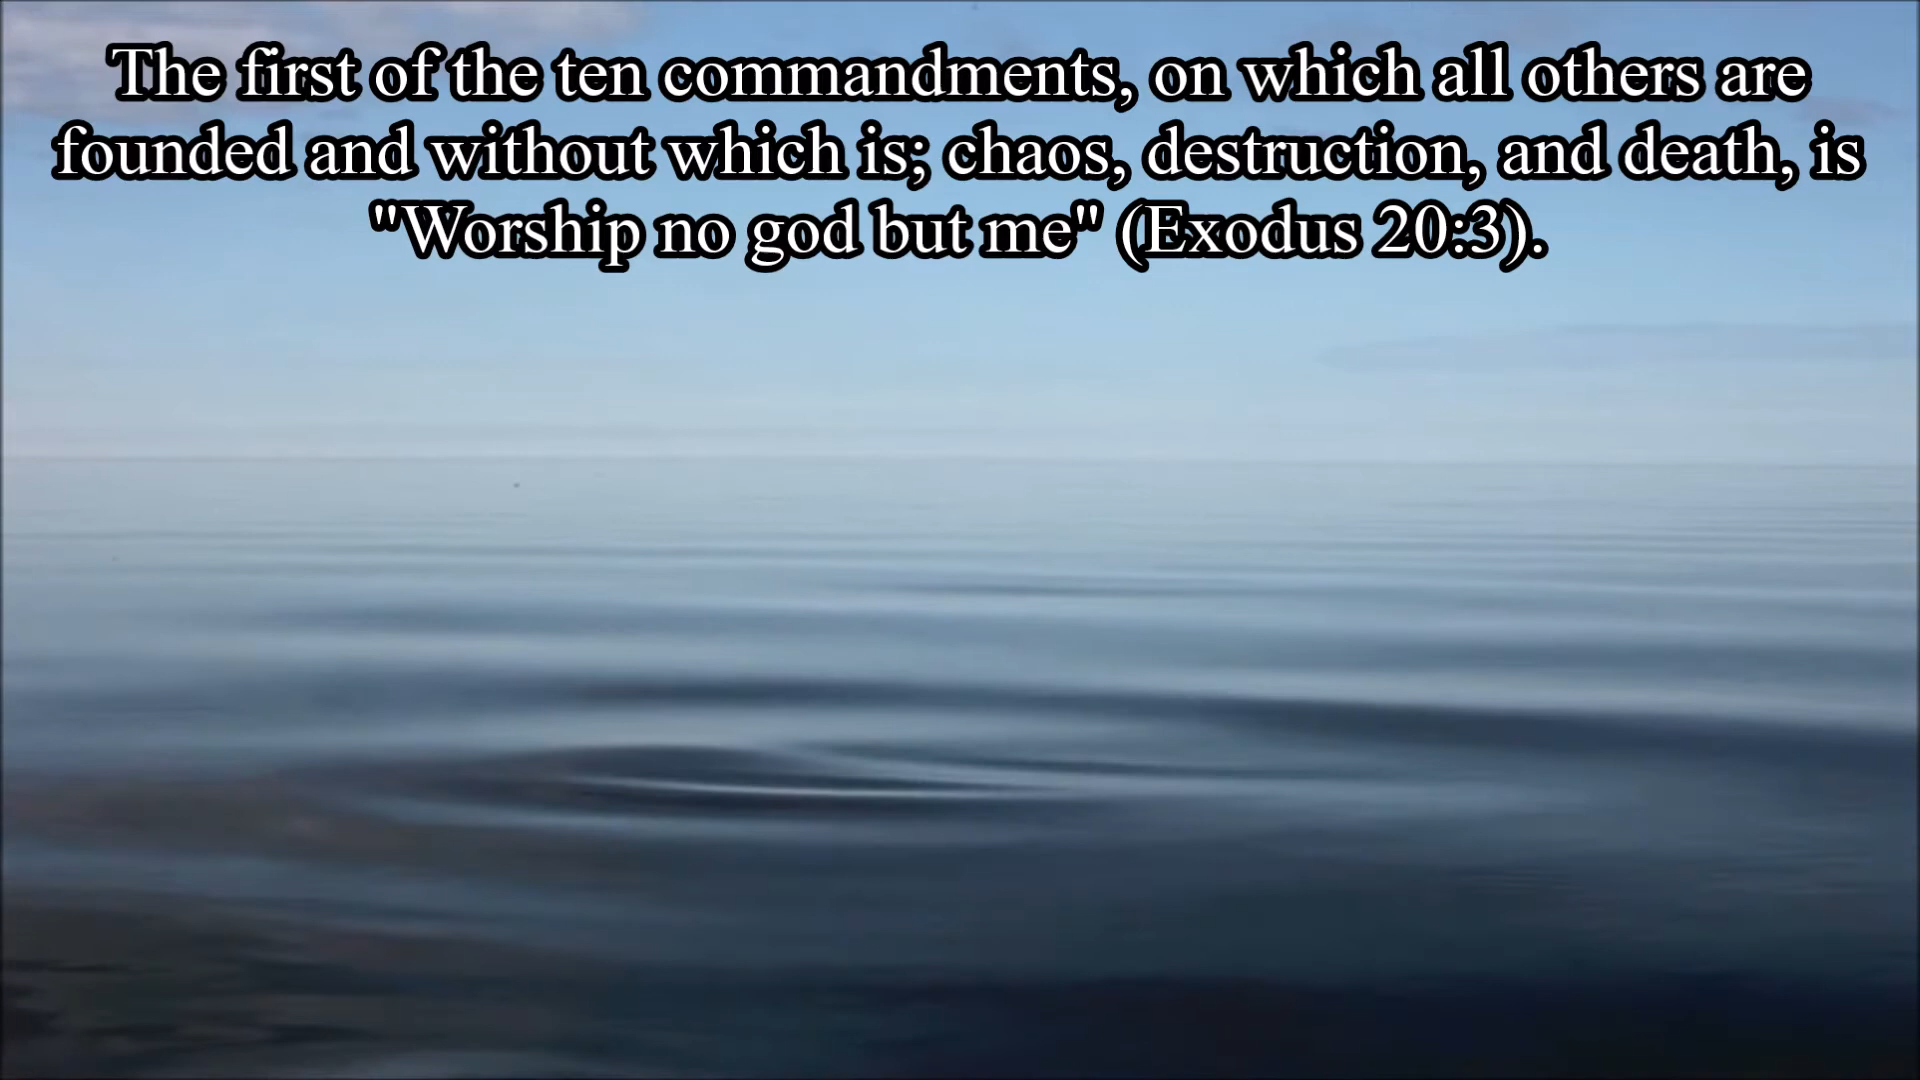 The first of the ten commandments, on which all others are
founded and without which is; chaos, destruction, and death, is
"Worship no god but me" (Exodus 20:3).